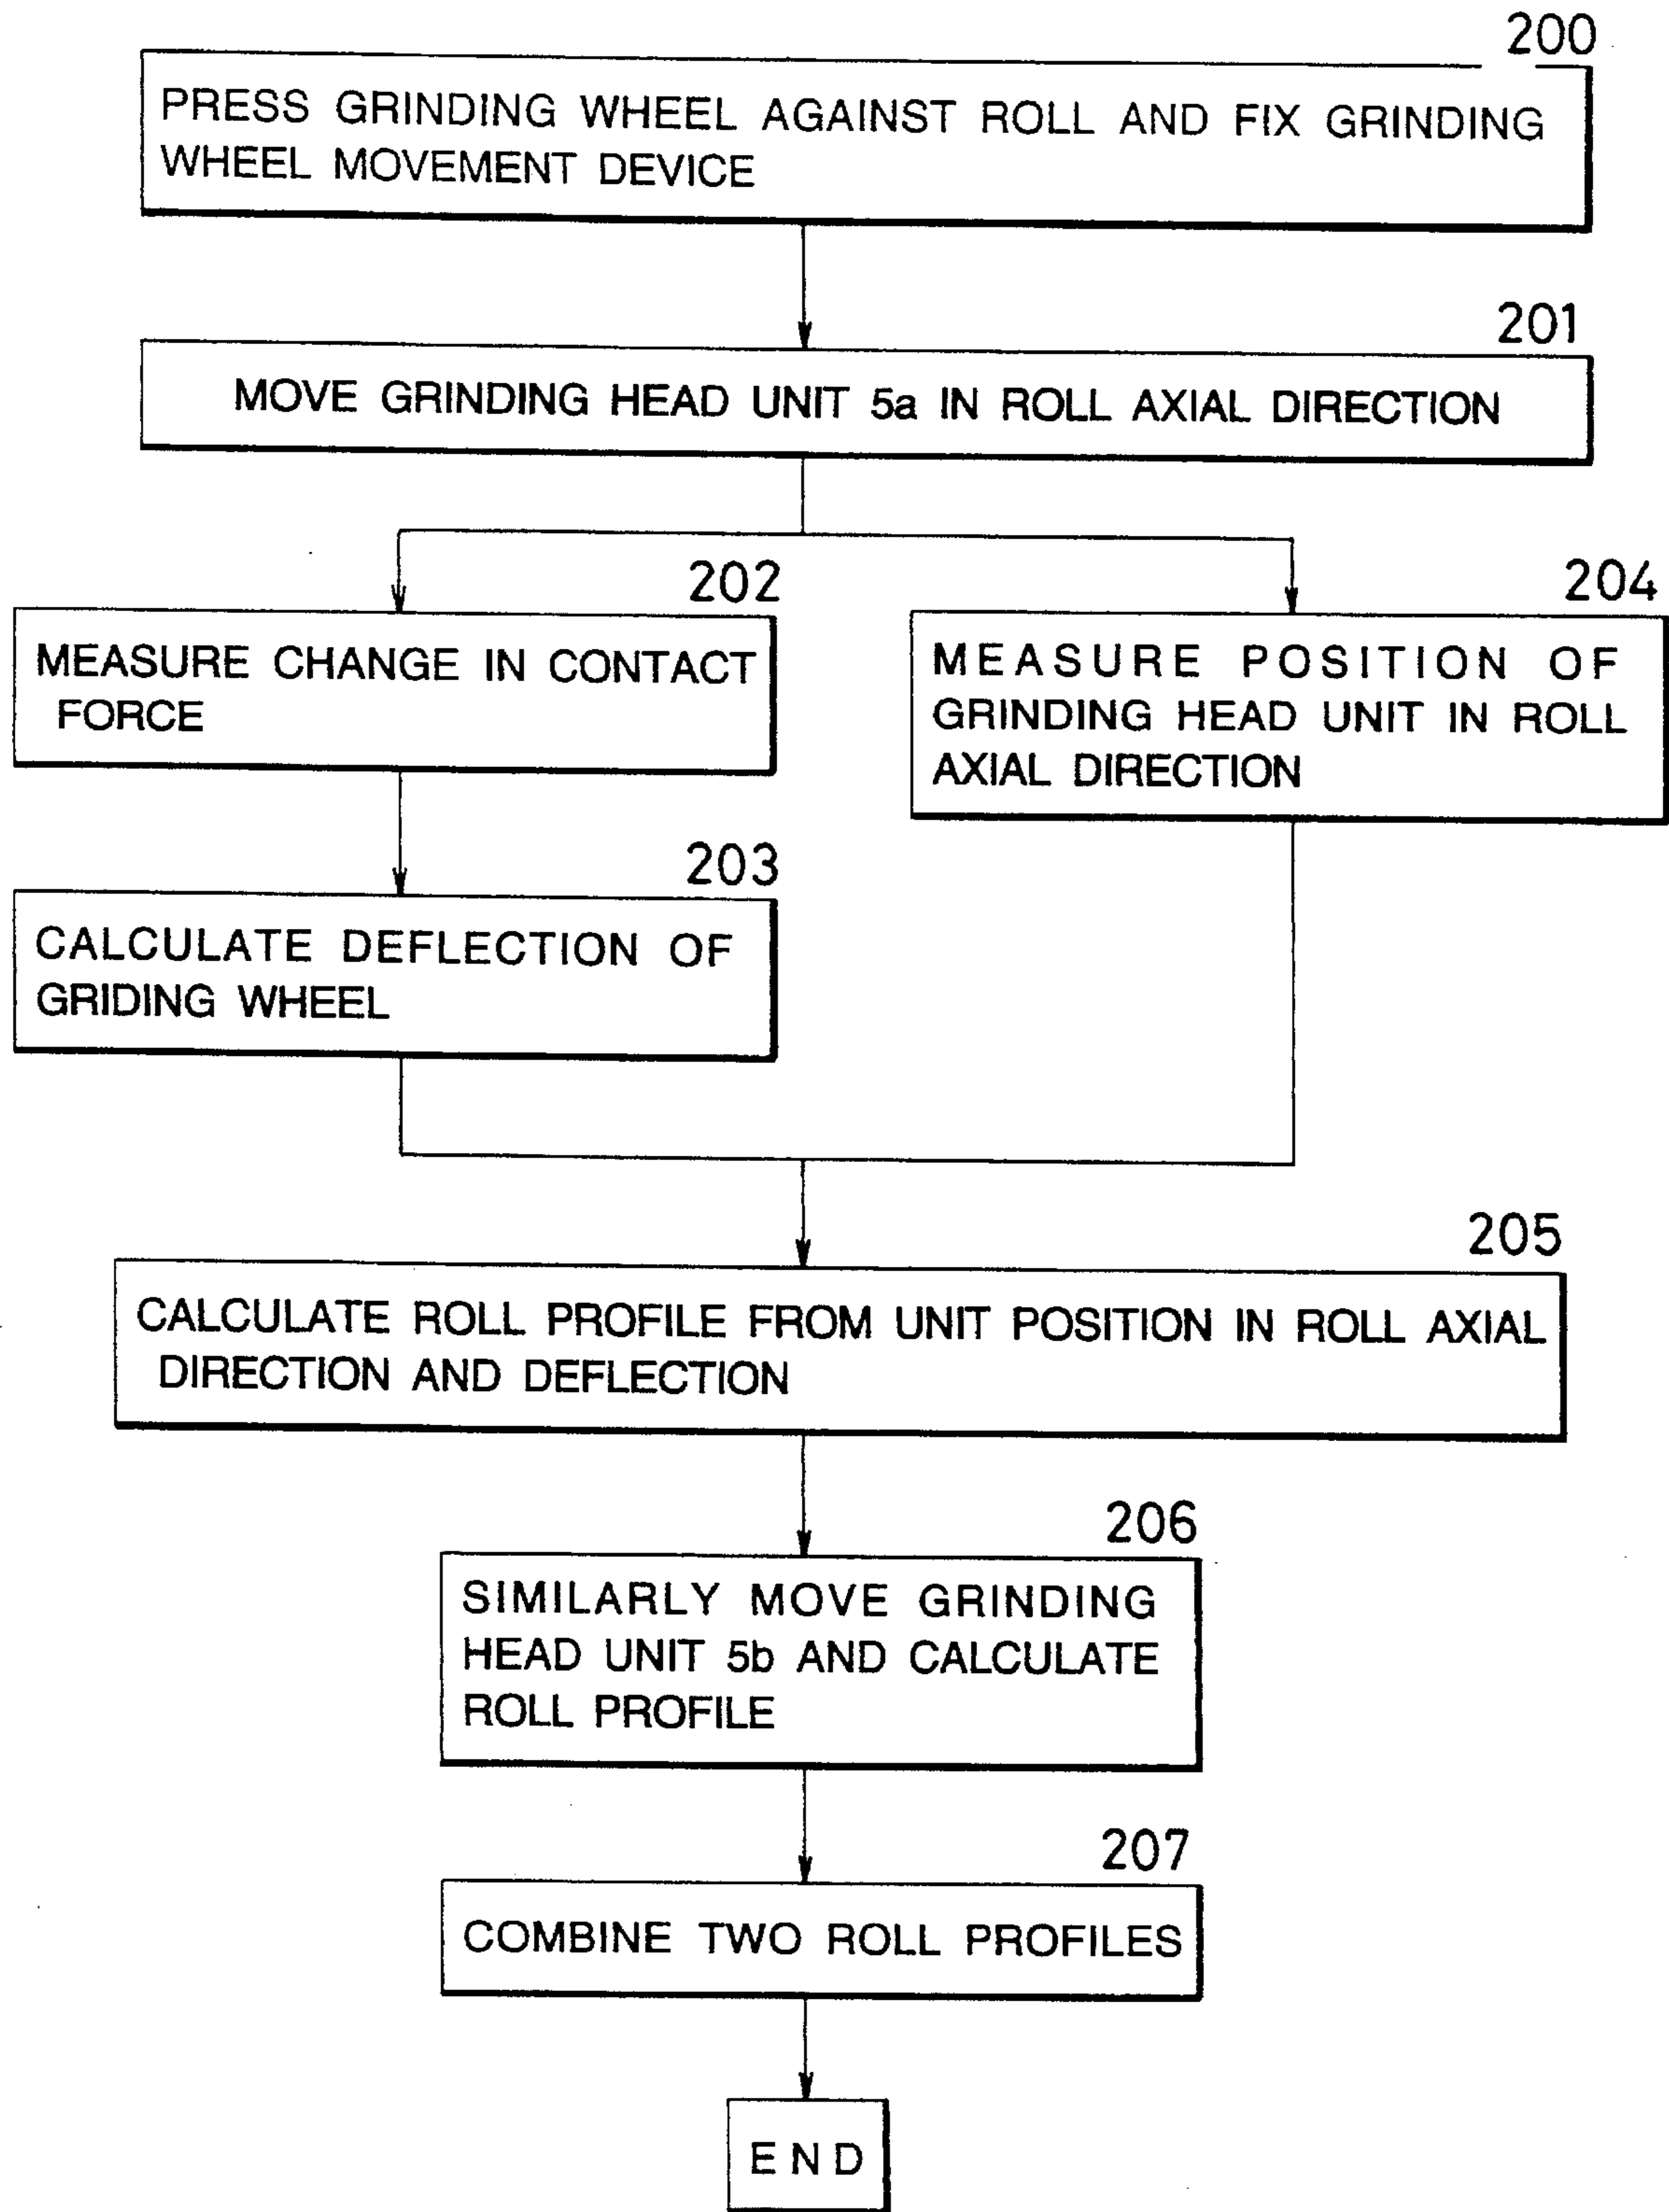 200
PRESS GRINDING WHEEL AGAINST ROLL AND FIX GRINDING
WHEEL MOVEMENT DEVICE
201
MOVE GRINDING HEAD UNIT 5a IN ROLL AXIAL DIRECTION
202
MEASURE CHANGE IN CONTACT
FORCE
204
MEASURE POSITION OF
GRINDING HEAD UNIT IN ROLL
AXIAL DIRECTION
203
CALCULATE DEFLECTION OF
GRIDING WHEEL
205
CALCULATE ROLL PROFILE FROM UNIT POSITION IN ROLL AXIAL
DIRECTION AND DEFLECTION
206
SIMILARLY MOVE GRINDING
HEAD UNIT 5b AND CALCULATE
ROLL PROFILE
207
COMBINE TWO ROLL PROFILES
END